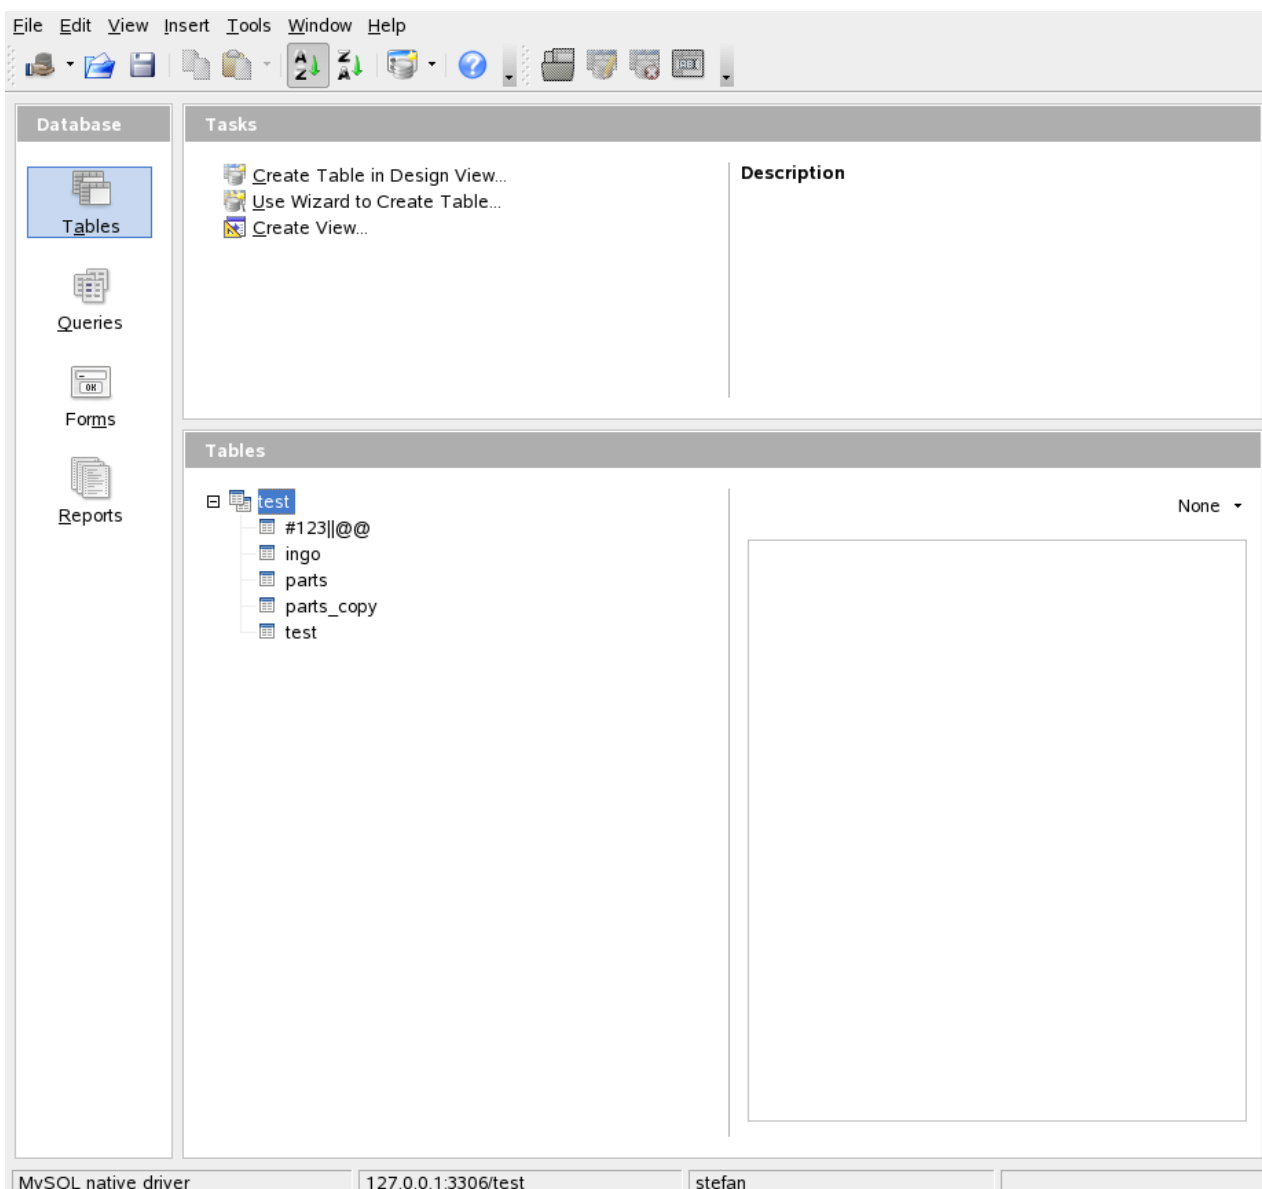 File Edit View Insert Tools Window Help
Database
Tables
Queries
Forms
Reports
Tasks
Create Table in Design View...
Use Wizard to Create Table...
Create View...
Description
Tables
test
#123||@@
ingo
parts
parts_copy
test
None
MySQL native driver 127.0.0.1:3306/test stefan